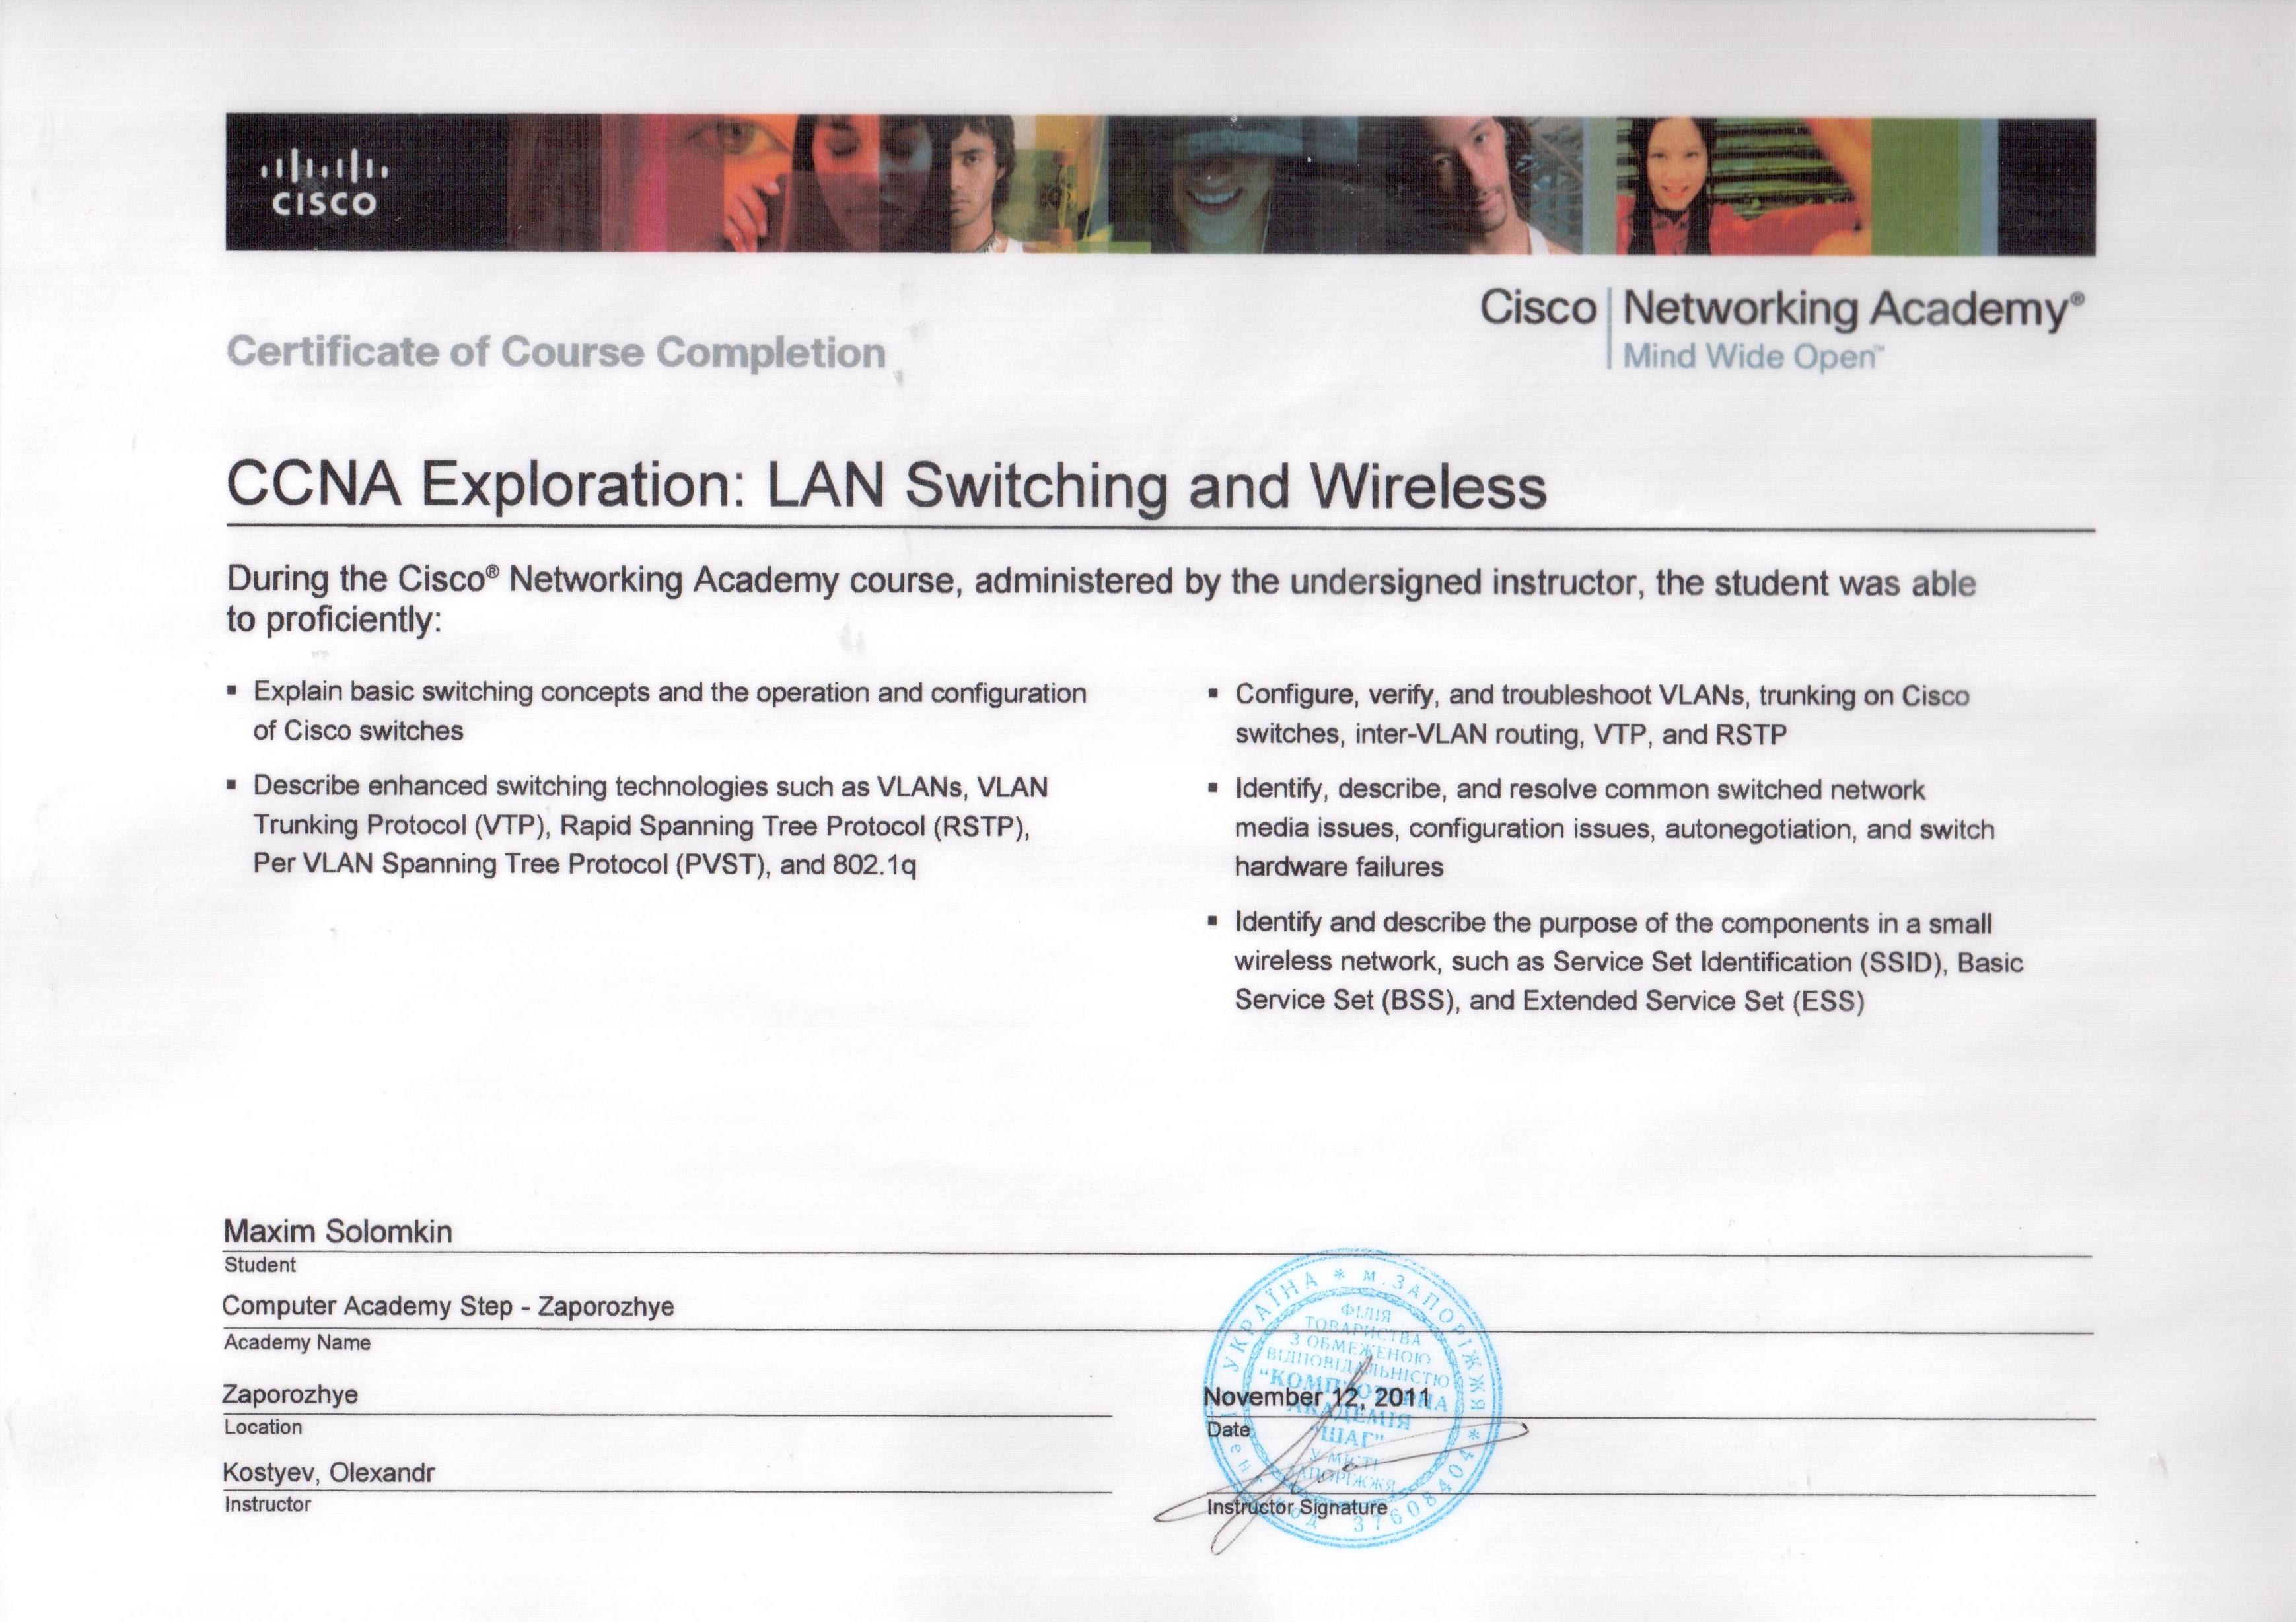 CISCO
Cisco Networking Academy®
Mind Wide Open™
Certificate of Course Completion
CCNA Exploration: LAN Switching and Wireless
During the Cisco® Networking Academy course, administered by the undersigned instructor, the student was able
to proficiently:
▪ Explain basic switching concepts and the operation and configuration
of Cisco switches
▪ Describe enhanced switching technologies such as VLANs, VLAN
Trunking Protocol (VTP), Rapid Spanning Tree Protocol (RSTP),
Per VLAN Spanning Tree Protocol (PVST), and 802.1q
▪ Configure, verify, and troubleshoot VLANs, trunking on Cisco
switches, inter-VLAN routing, VTP, and RSTP
▪ Identify, describe, and resolve common switched network
media issues, configuration issues, autonegotiation, and switch
hardware failures
▪ Identify and describe the purpose of the components in a small
wireless network, such as Service Set Identification (SSID), Basic
Service Set (BSS), and Extended Service Set (ESS)
Maxim Solomkin
Student
Computer Academy Step - Zaporozhye
Academy Name
Zaporozhye
Location
November 12, 2011
Date
Kostyev, Olexandr
Instructor
Instructor Signature
УКРАЇНА * м.ЗАПОРІЖЖЯ *
37608404
ФІЛІЯ
ТОВАРИСТВА
З ОБМЕЖЕНОЮ
ВІДПОВІДАЛЬНІСТЮ
АКАДЕМІЯ
"ШАГ"
У МІСТІ
ЗАПОРІЖЖЯ